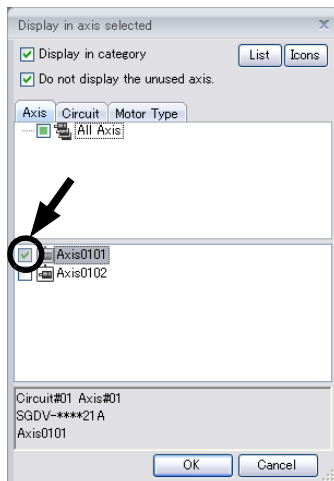 Display in axis selected
Display in category
List
Icons
Do not display the unused axis.
Axis
Circuit
Motor Type
All Axis
Axis0101
Axis0102
Circuit#01 Axis#01
SGDV-****21A
Axis0101
OK
Cancel